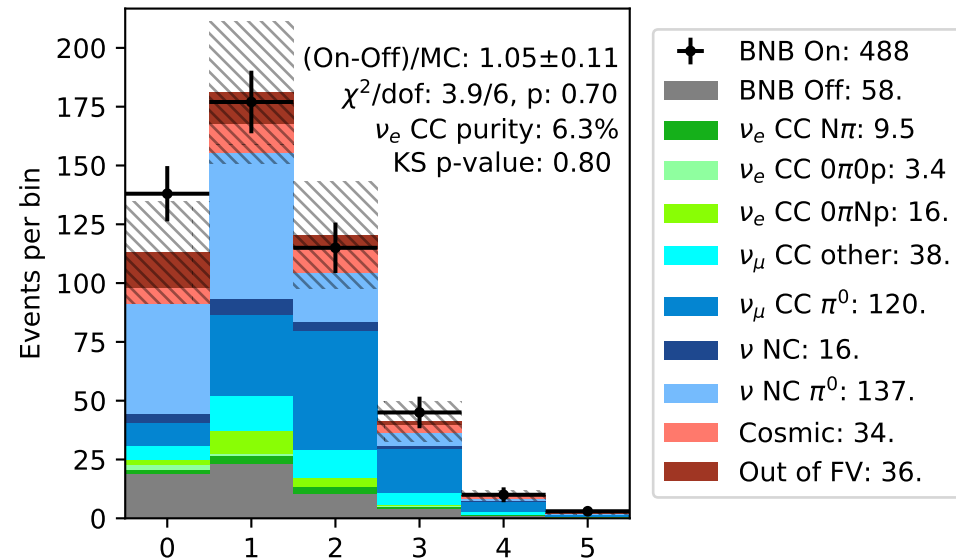 Events per bin
200
175
150
125
100
75
50
25
0
0 1 2 3 4 5
(On-Off)/MC: 1.05±0.11
χ²/dof: 3.9/6, p: 0.70
νₑ CC purity: 6.3%
KS p-value: 0.80
BNB On: 488
BNB Off: 58.
νₑ CC Nπ: 9.5
νₑ CC 0π0p: 3.4
νₑ CC 0πNp: 16.
ν_μ CC other: 38.
ν_μ CC π⁰: 120.
ν NC: 16.
ν NC π⁰: 137.
Cosmic: 34.
Out of FV: 36.